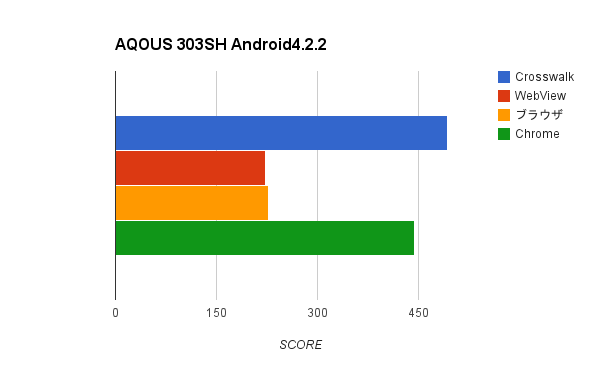 AQOUS 303SH Android4.2.2
Crosswalk
WebView
ブラウザ
Chrome
0 150 300 450
SCORE